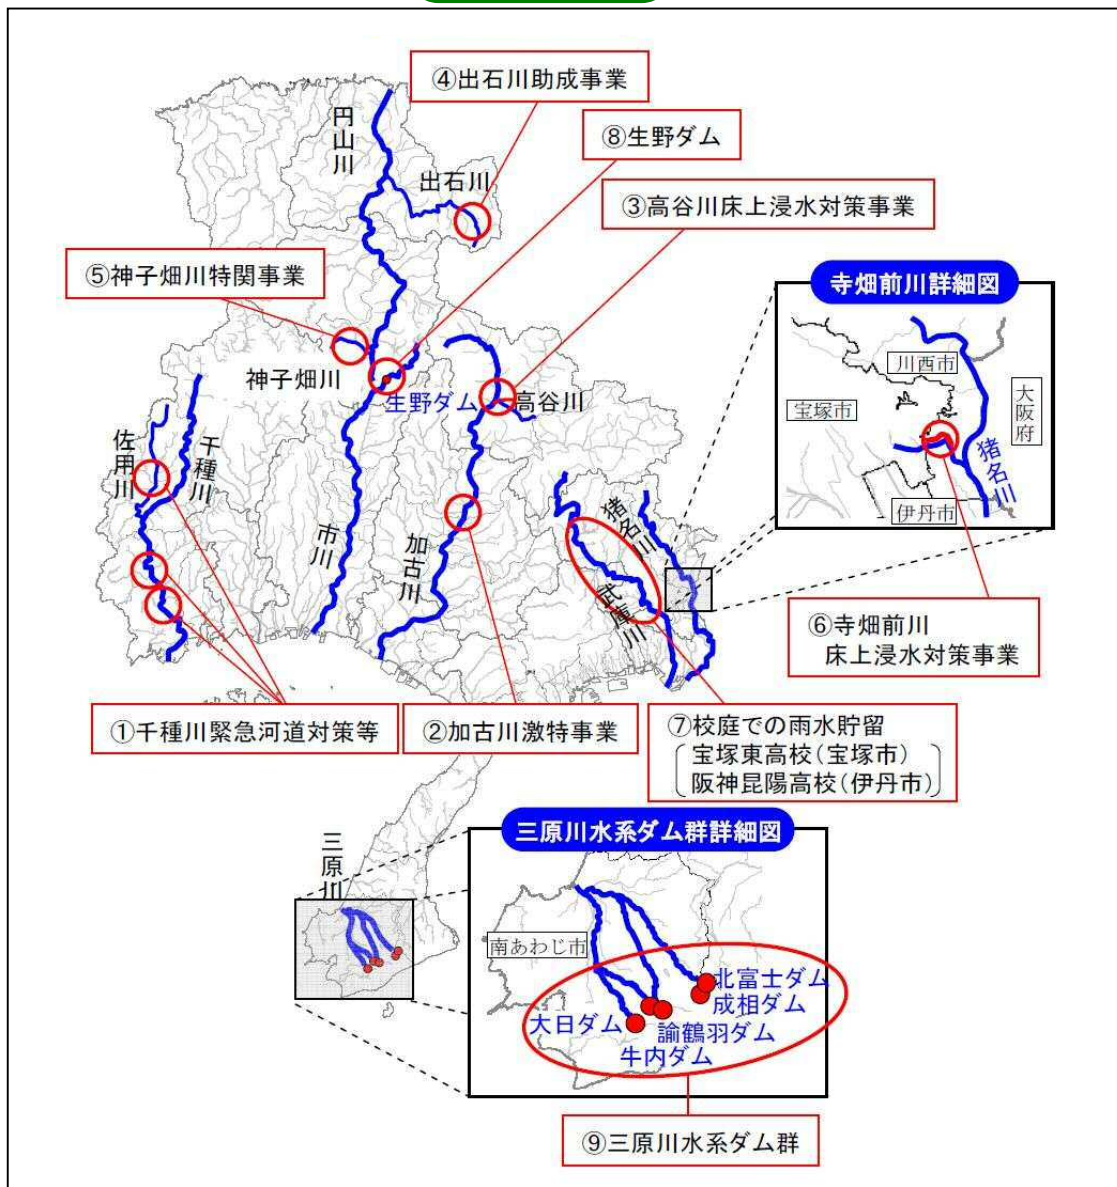 ④出石川助成事業
⑧生野ダム
円山川
出石川
③高谷川床上浸水対策事業
⑤神子畑川特関事業
寺畑前川詳細図
川西市
大阪府
宝塚市
猪名川
伊丹市
神子畑川
生野ダム
高谷川
佐用川
千種川
市川
加古川
猪名川
武庫川
⑥寺畑前川
床上浸水対策事業
①千種川緊急河道対策等
②加古川激特事業
⑦校庭での雨水貯留
宝塚東高校(宝塚市)
阪神昆陽高校(伊丹市)
三原川水系ダム群詳細図
三原川
南あわじ市
北富士ダム
成相ダム
大日ダム
諭鶴羽ダム
牛内ダム
⑨三原川水系ダム群